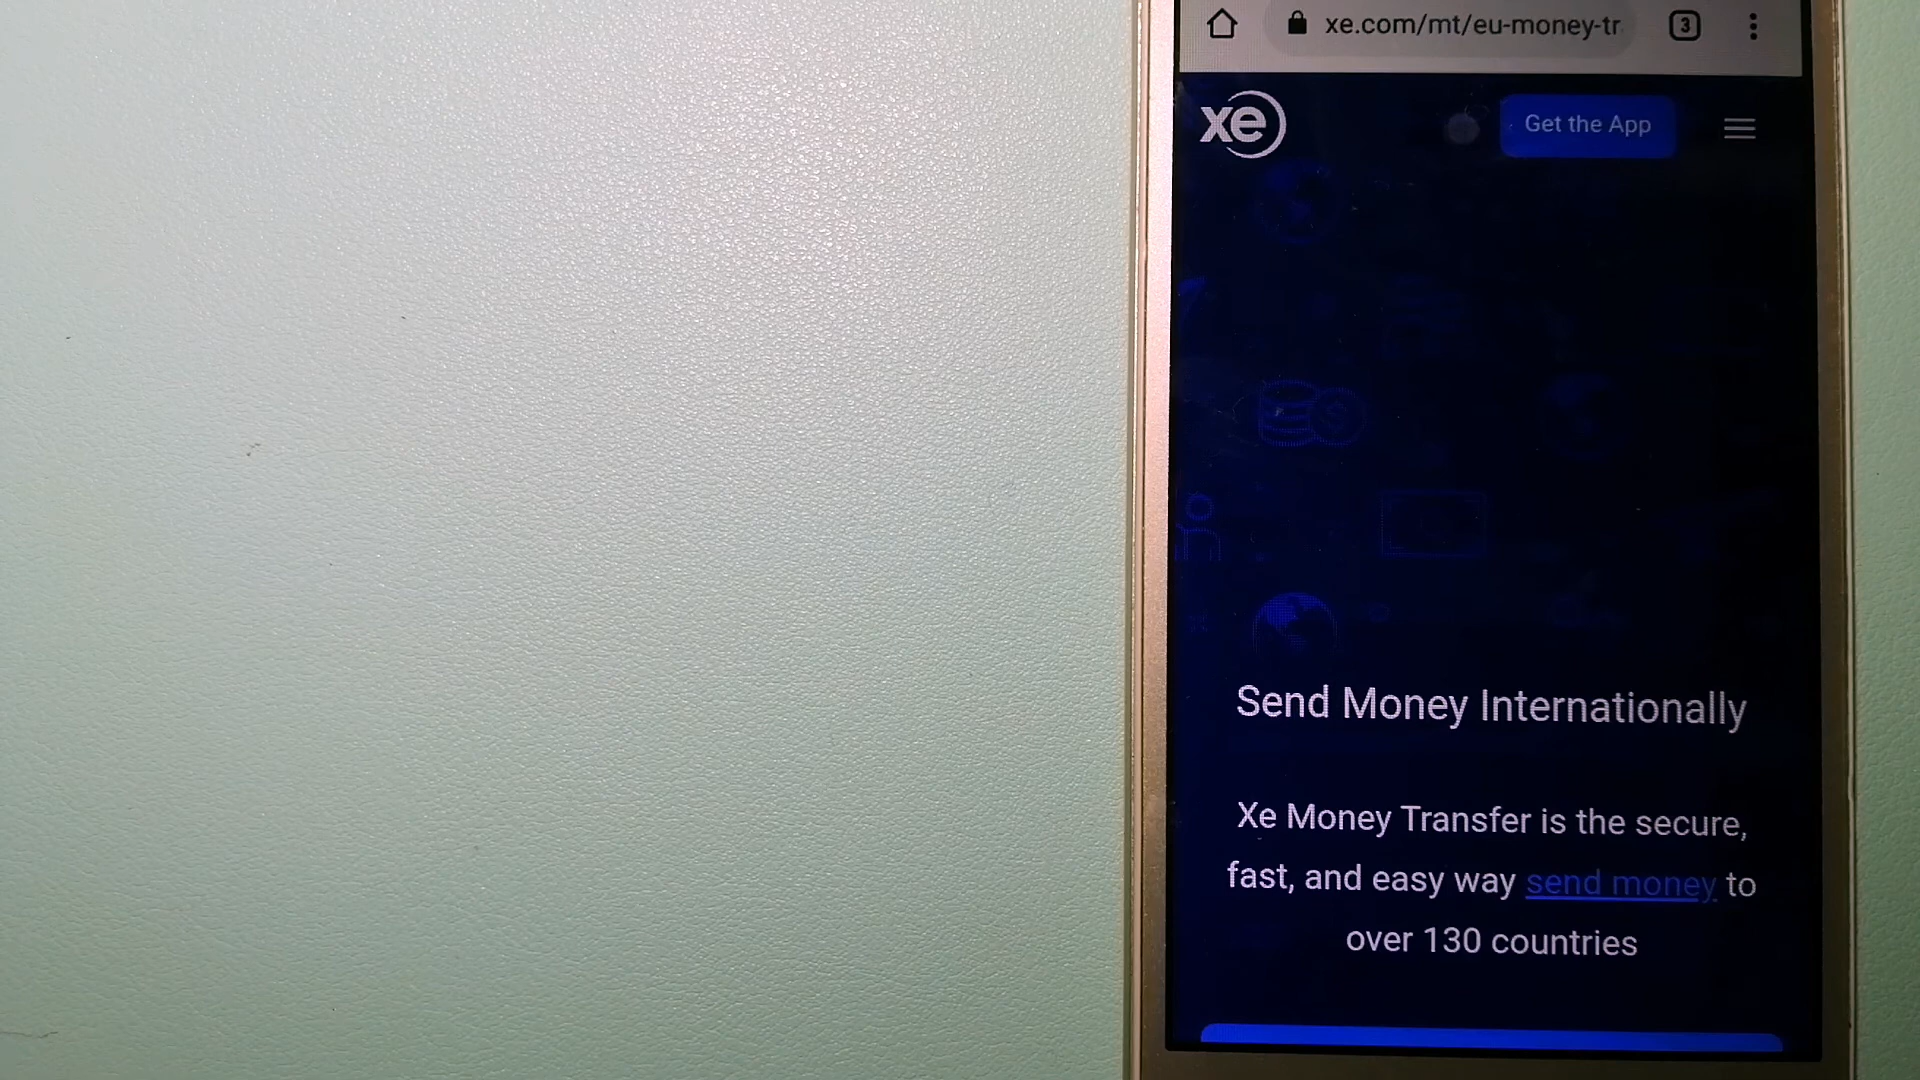 xe.com/mt/eu-money-tr
3
xe
Get the App
Send Money Internationally
Xe Money Transfer is the secure,
fast, and easy way send money to
over 130 countries